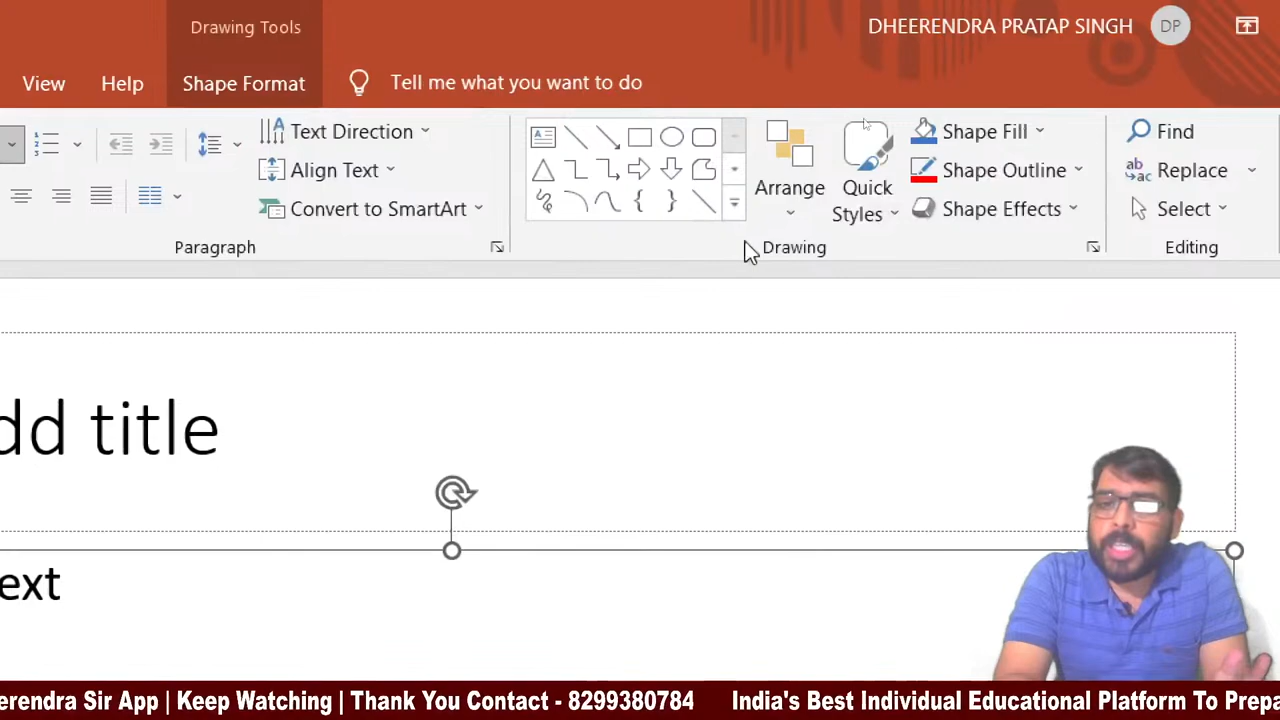 Drawing Tools
DHEERENDRA PRATAP SINGH DP
View Help Shape Format Tell me what you want to do
Text Direction
Align Text
Convert to SmartArt
Paragraph
Arrange
Quick Styles
Drawing
Shape Fill
Shape Outline
Shape Effects
Find
Replace
Select
Editing
dd title
ext
erendra Sir App | Keep Watching | Thank You Contact - 8299380784 India's Best Individual Educational Platform To Prepa